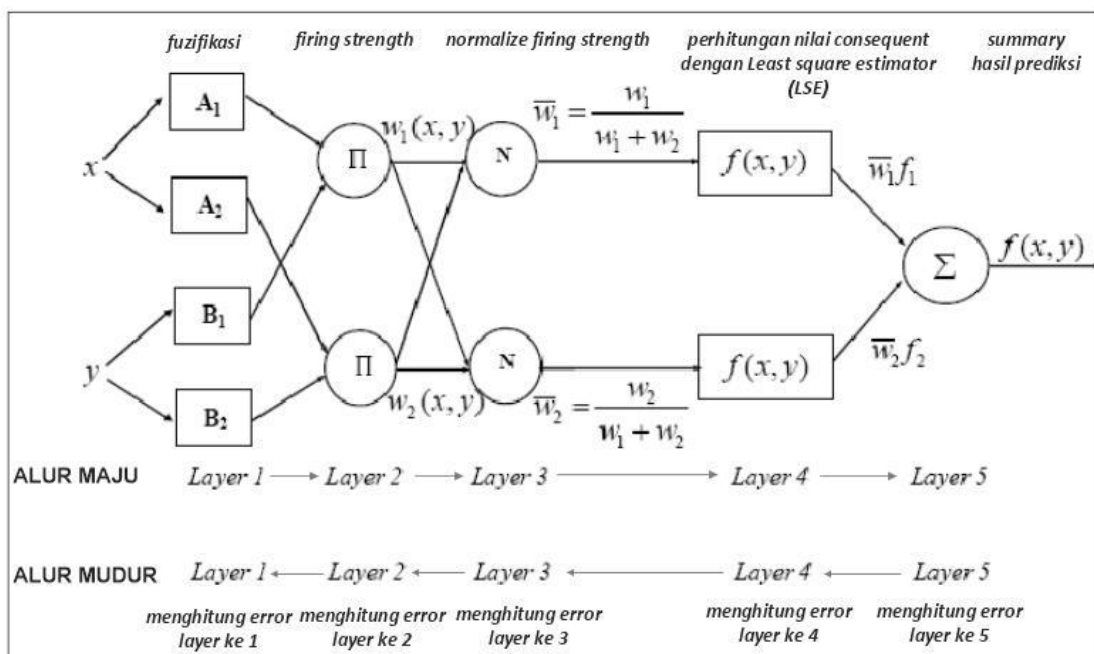 fuzifikasi
firing strength
normalize firing strength
perhitungan nilai consequent
dengan Least square estimator
(LSE)
summary
hasil prediksi
A₁
A₂
B₁
B₂
x
y
Π
Π
w₁(x, y)
w₂(x, y)
N
N
w̅₁ = w₁ / (w₁ + w₂)
w̅₂ = w₂ / (w₁ + w₂)
f(x, y)
f(x, y)
w̅₁f₁
w̅₂f₂
Σ
f(x, y)
ALUR MAJU Layer 1 → Layer 2 → Layer 3 → Layer 4 → Layer 5
ALUR MUDUR Layer 1 ← Layer 2 ← Layer 3 ← Layer 4 ← Layer 5
menghitung error
layer ke 1
menghitung error
layer ke 2
menghitung error
layer ke 3
menghitung error
layer ke 4
menghitung error
layer ke 5